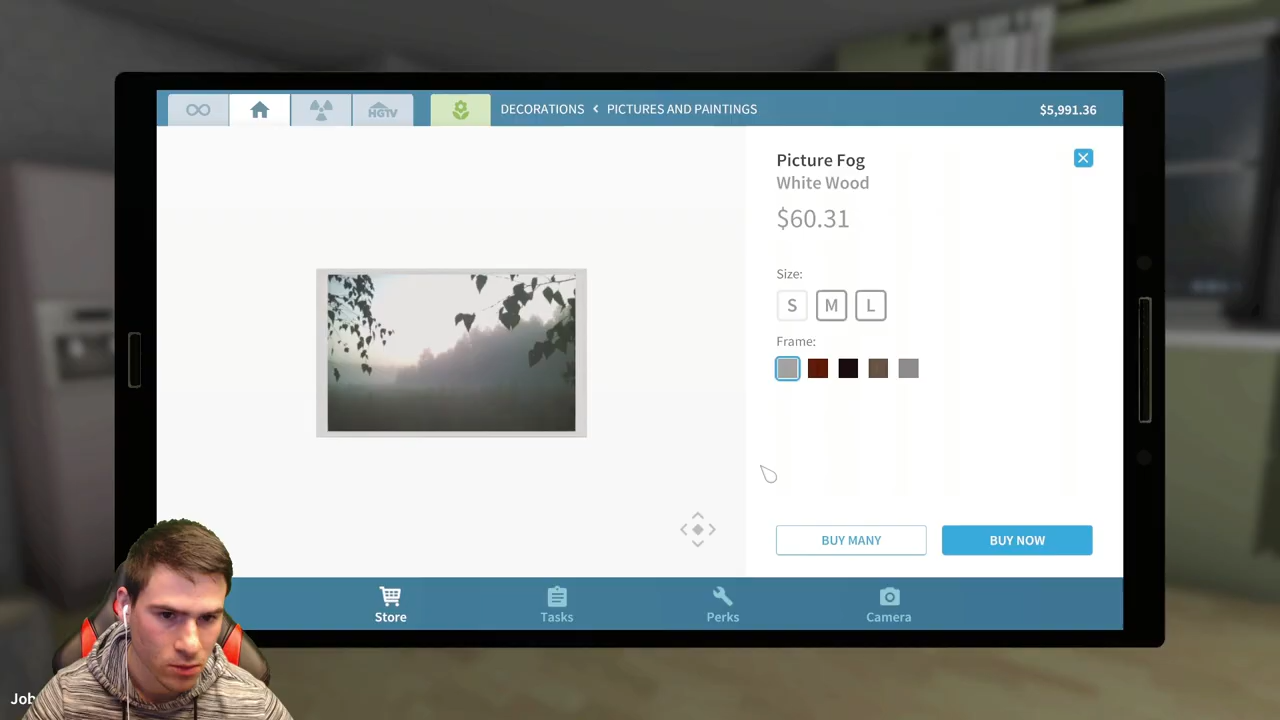 HGTV
DECORATIONS < PICTURES AND PAINTINGS
$5,991.36
Picture Fog
White Wood
$60.31
Size:
S M L
Frame:
BUY MANY
BUY NOW
Store
Tasks
Perks
Camera
Job